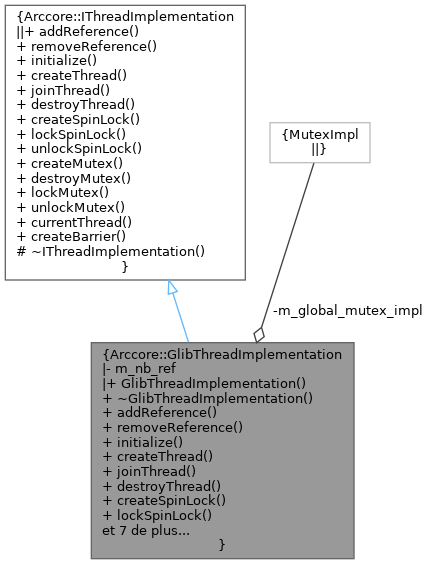 {Arccore::IThreadImplementation
||+ addReference()
+ removeReference()
+ initialize()
+ createThread()
+ joinThread()
+ destroyThread()
+ createSpinLock()
+ lockSpinLock()
+ unlockSpinLock()
+ createMutex()
+ destroyMutex()
+ lockMutex()
+ unlockMutex()
+ currentThread()
+ createBarrier()
# ~IThreadImplementation()
}
{MutexImpl
||}
-m_global_mutex_impl
{Arccore::GlibThreadImplementation
|- m_nb_ref
|+ GlibThreadImplementation()
+ ~GlibThreadImplementation()
+ addReference()
+ removeReference()
+ initialize()
+ createThread()
+ joinThread()
+ destroyThread()
+ createSpinLock()
+ lockSpinLock()
et 7 de plus...
}